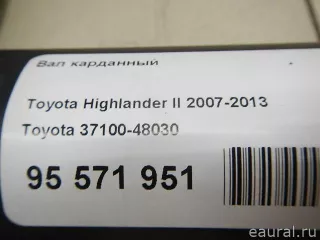 Вал карданный
Toyota Highlander II 2007-2013
Toyota 37100-48030
95 571 951
eaural.ru